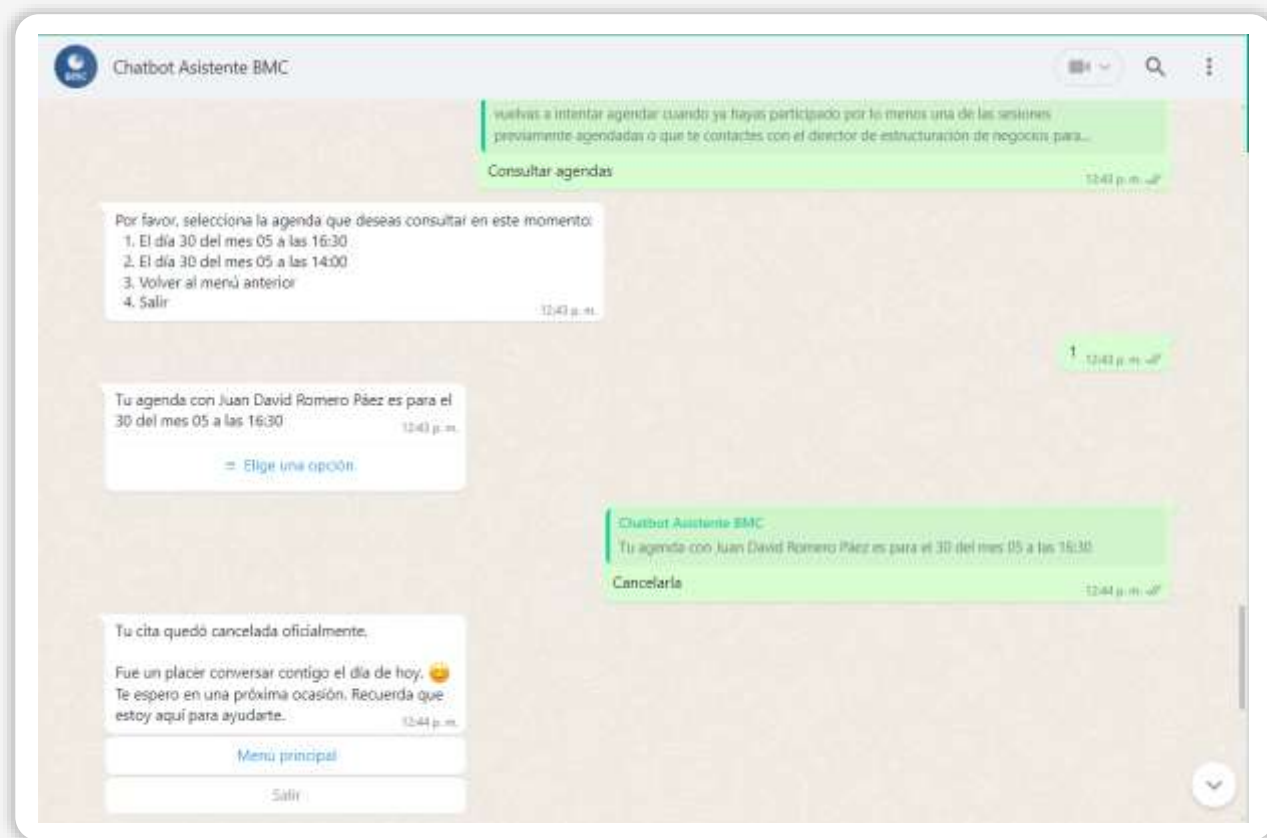 Chatbot Asistente BMC
BMC
vuelvas a intentar agendar cuando ya hayas participado por lo menos una de las sesiones
previamente agendadas o que te contactes con el director de estructuración de negocios para...
Consultar agendas
12:43 p. m.
Por favor, selecciona la agenda que deseas consultar en este momento:
1. El día 30 del mes 05 a las 16:30
2. El día 30 del mes 05 a las 14:00
3. Volver al menú anterior
4. Salir
12:43 p. m.
1
12:43 p. m.
Tu agenda con Juan David Romero Páez es para el
30 del mes 05 a las 16:30
12:43 p. m.
Elige una opción
Chatbot Asistente BMC
Tu agenda con Juan David Romero Páez es para el 30 del mes 05 a las 16:30
Cancelarla
12:44 p. m.
Tu cita quedó cancelada oficialmente.
Fue un placer conversar contigo el día de hoy.
Te espero en una próxima ocasión. Recuerda que
estoy aquí para ayudarte.
12:44 p. m.
Menú principal
Salir